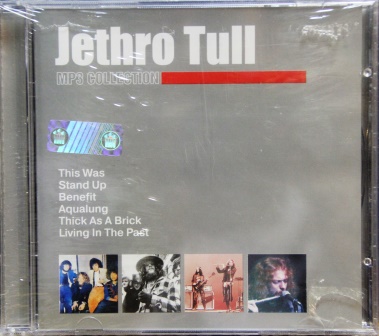 Jethro Tull
MP3 COLLECTION
This Was
Stand Up
Benefit
Aqualung
Thick As A Brick
Living In The Past